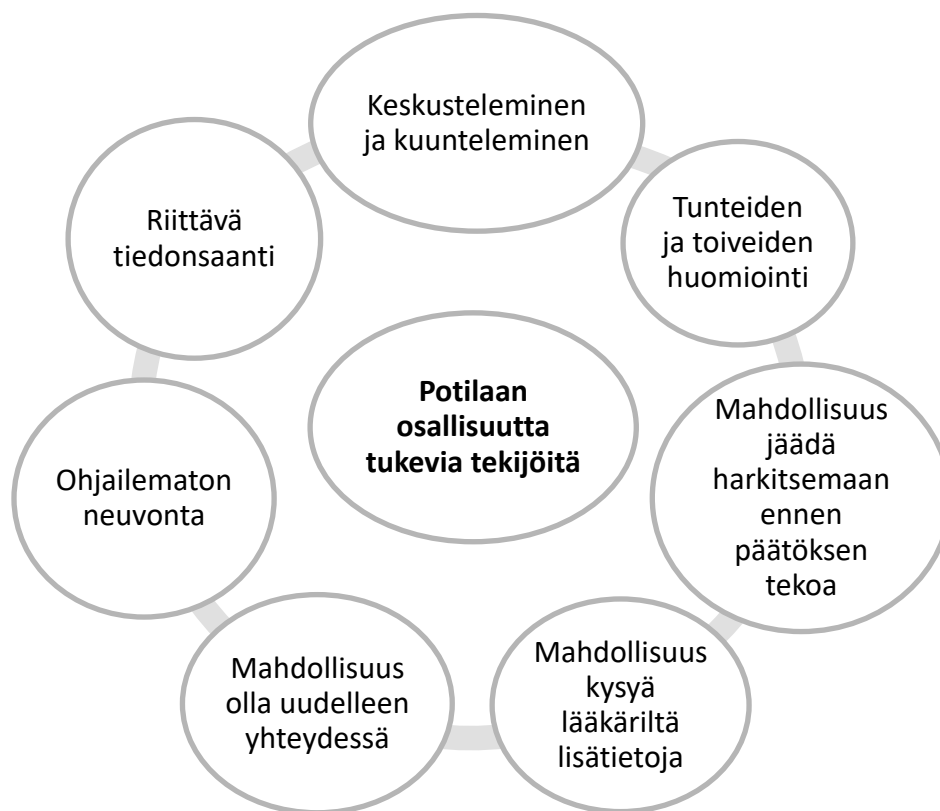 Keskusteleminen
ja kuunteleminen
Tunteiden
ja toiveiden
huomiointi
Mahdollisuus
jäädä
harkitsemaan
ennen
päätöksen
tekoa
Mahdollisuus
kysyä
lääkäriltä
lisätietoja
Mahdollisuus
olla uudelleen
yhteydessä
Ohjailematon
neuvonta
Riittävä
tiedonsaanti
Potilaan
osallisuutta
tukevia tekijöitä